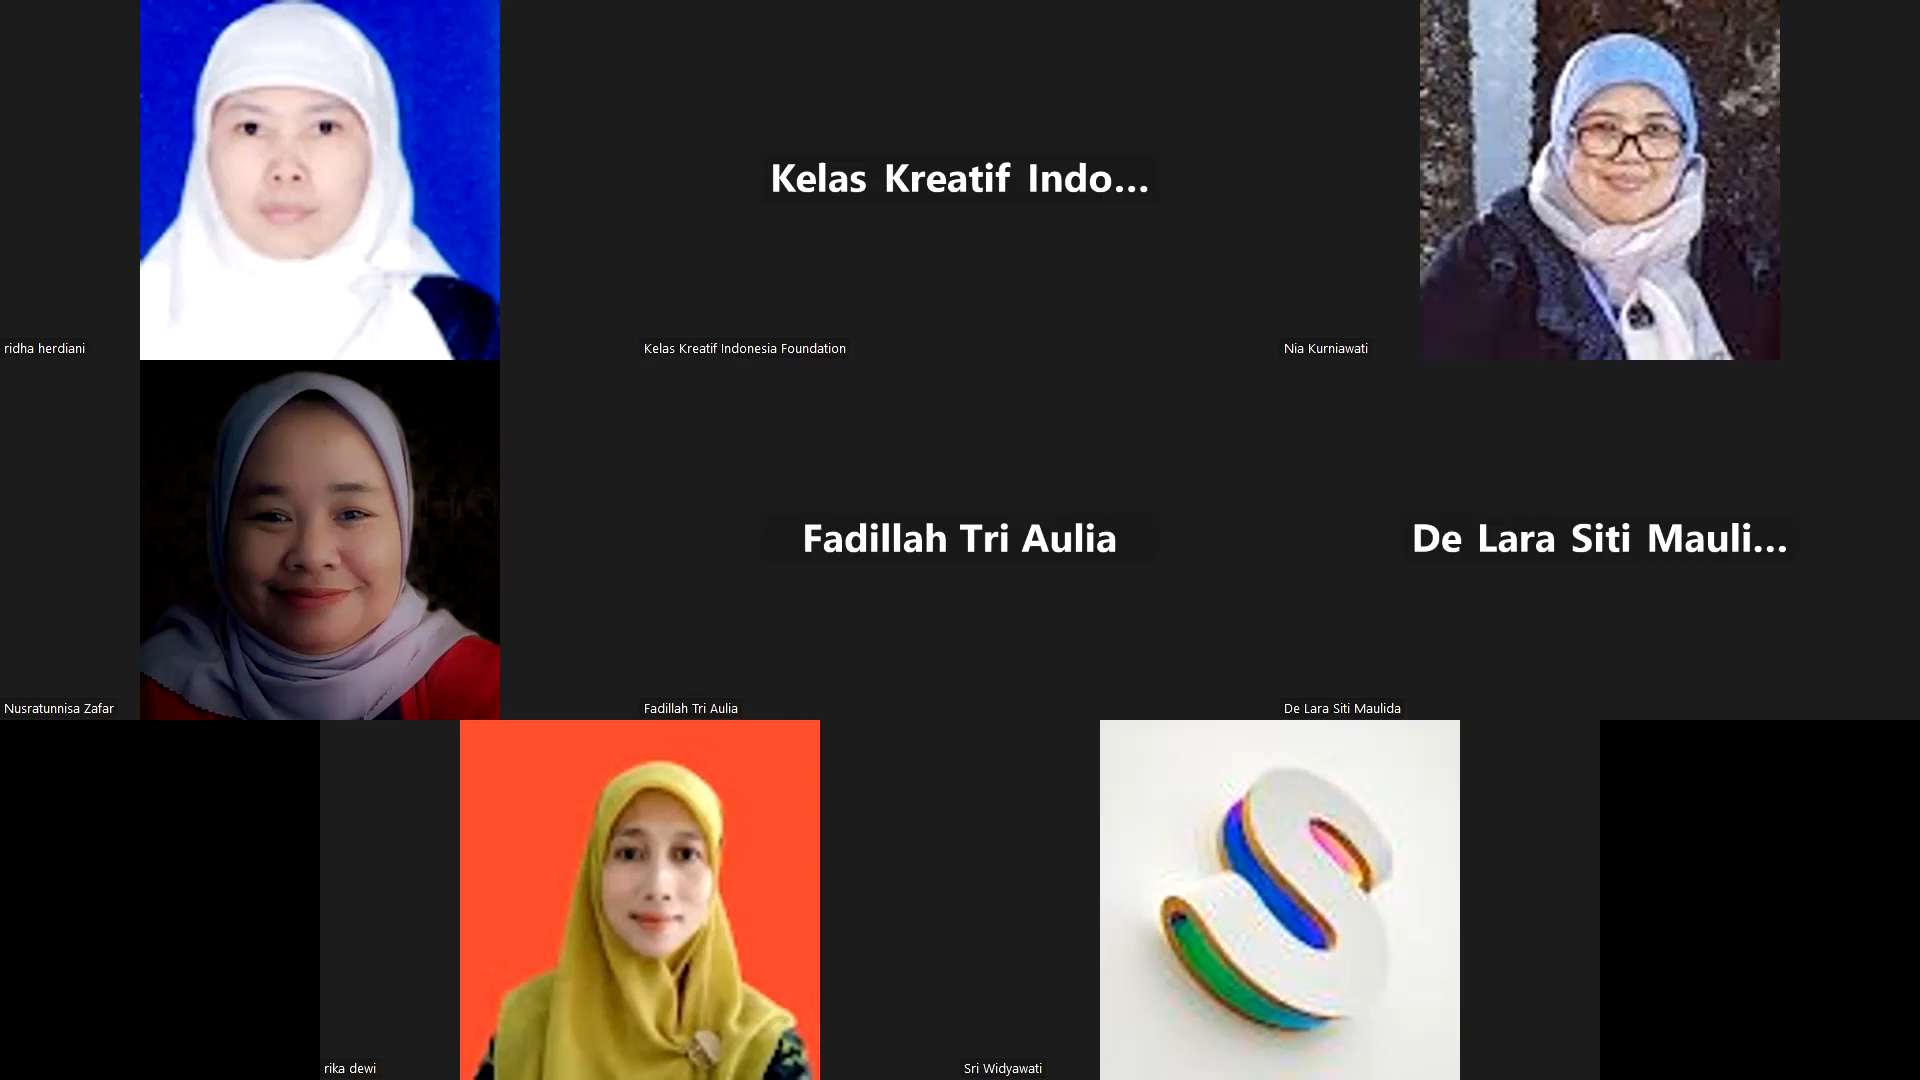 Kelas Kreatif Indo...
ridha herdiani
Kelas Kreatif Indonesia Foundation
Nia Kurniawati
Fadillah Tri Aulia
De Lara Siti Mauli...
Nusratunnisa Zafar
Fadillah Tri Aulia
De Lara Siti Maulida
rika dewi
Sri Widyawati